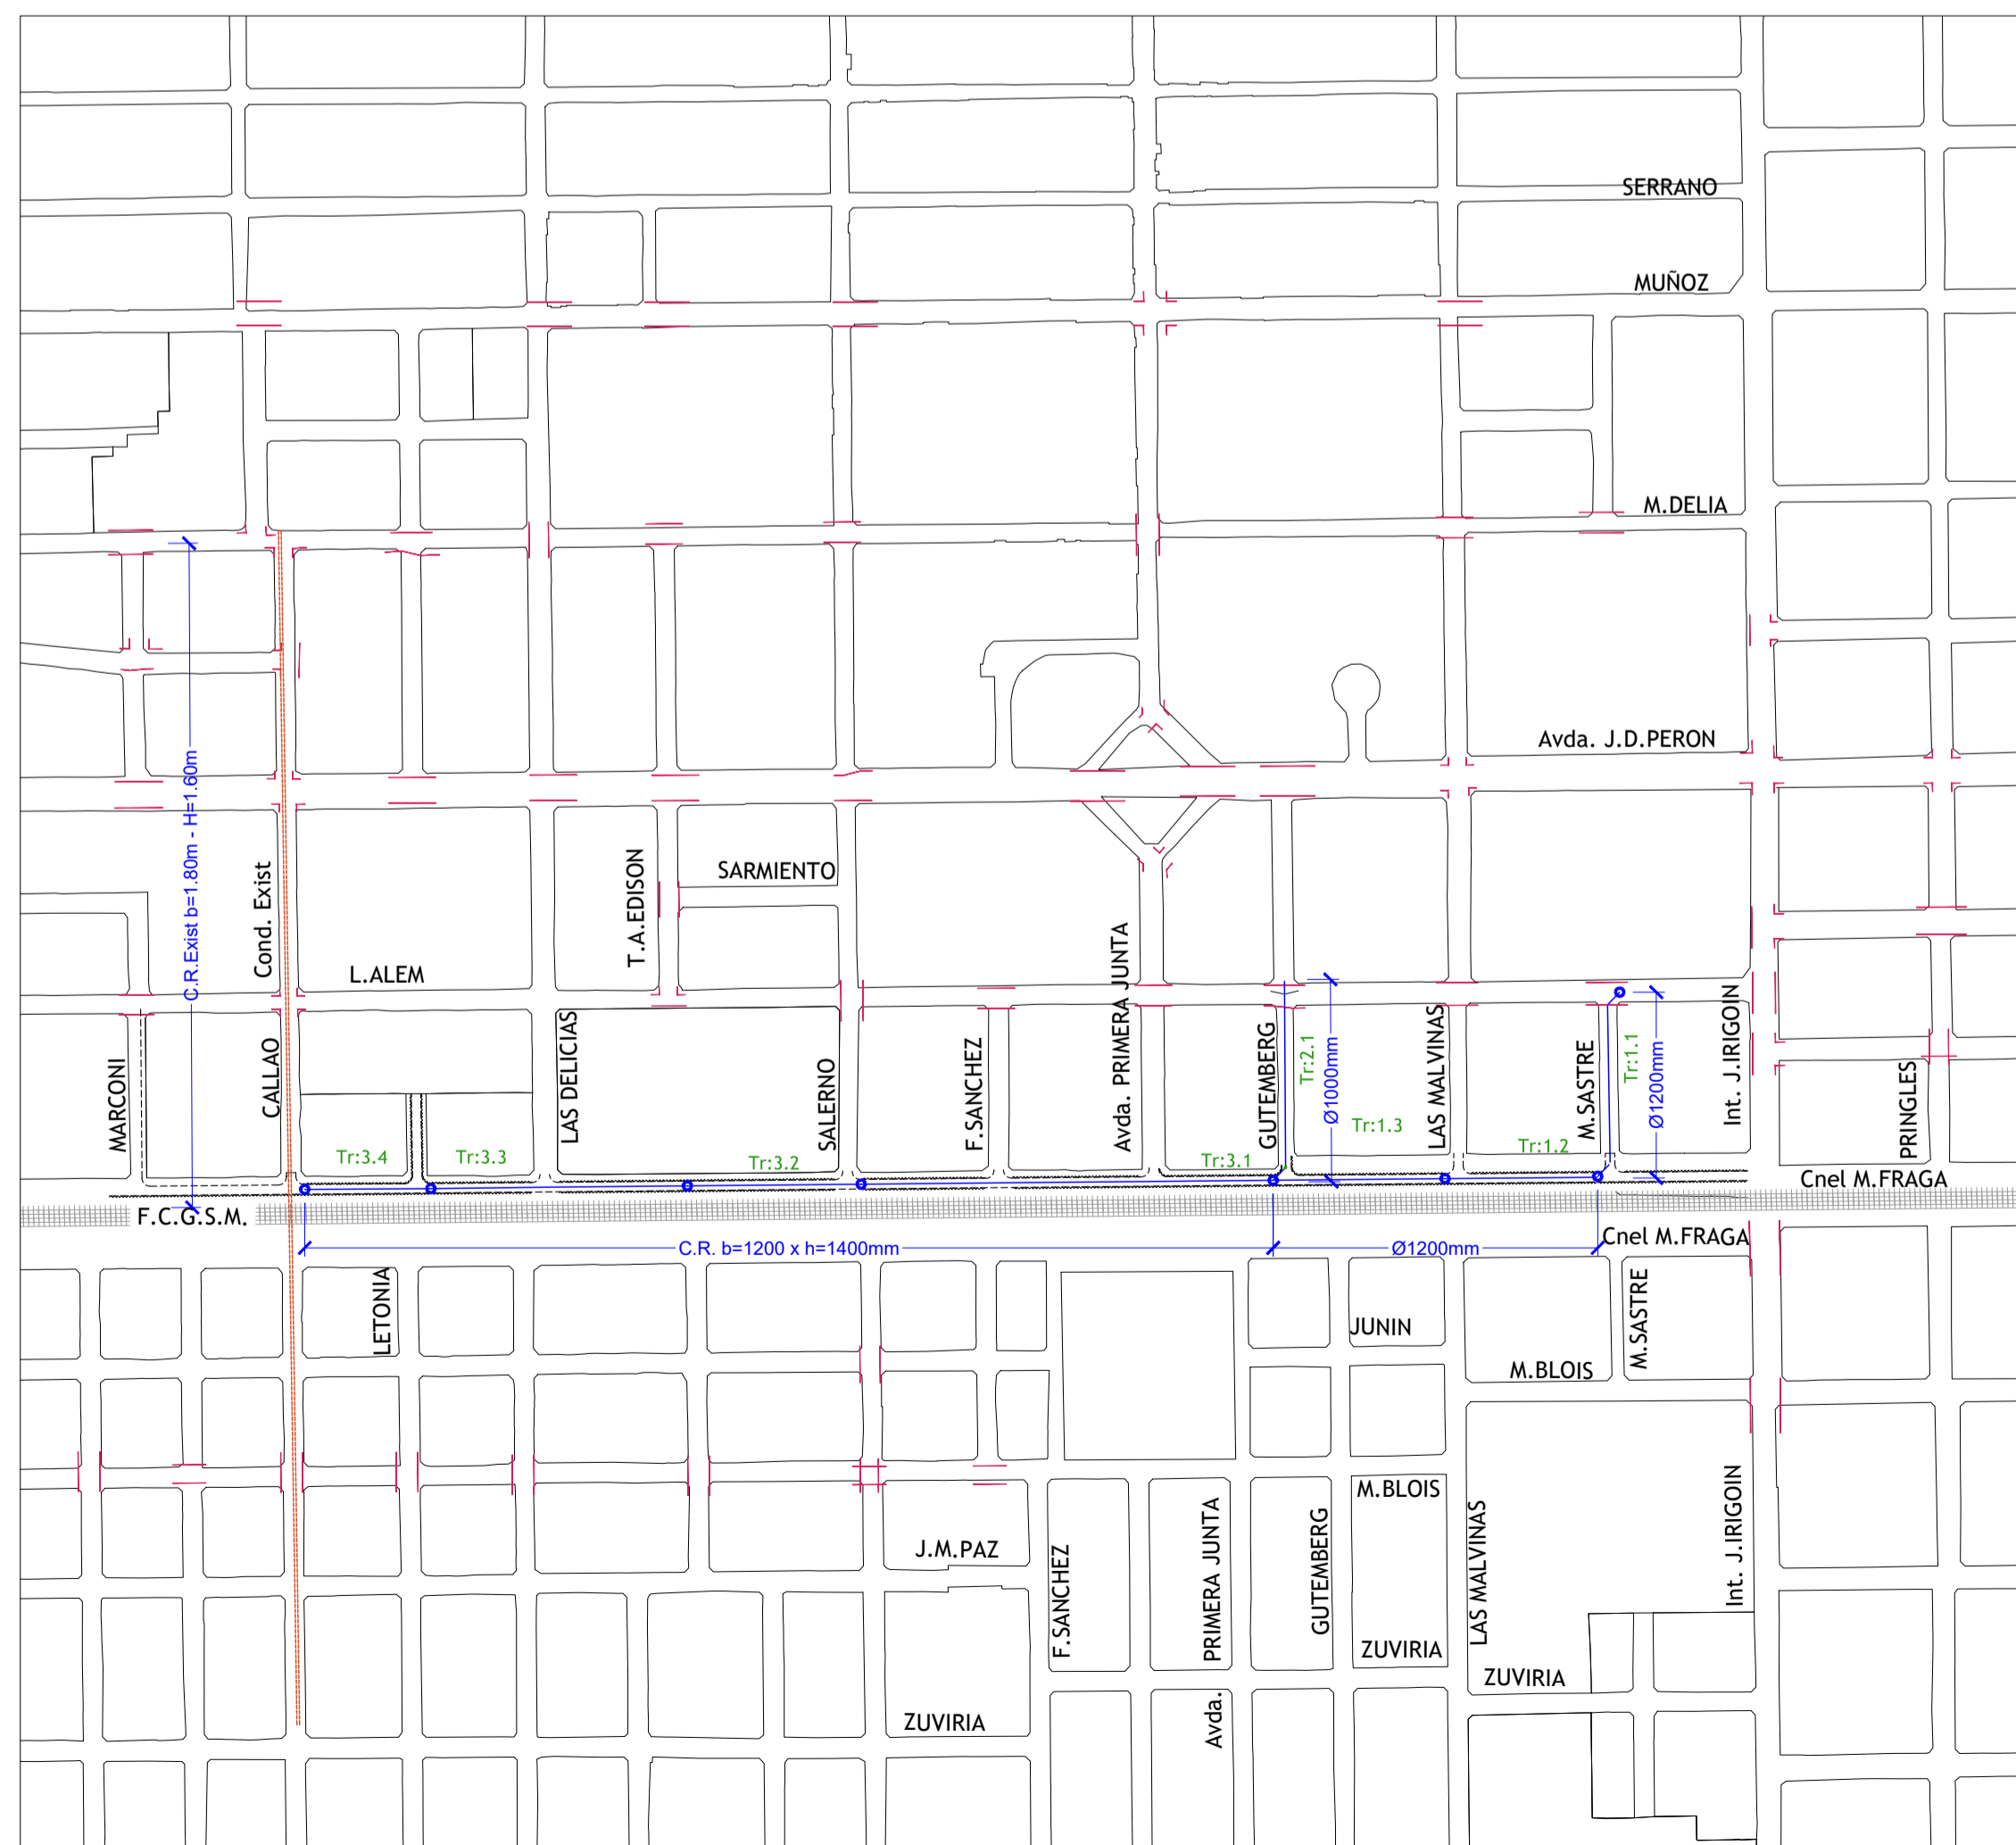 SERRANO
MUÑOZ
M.DELIA
Avda. J.D.PERON
C.R.Exist b=1.80m - H=1.60m
Cond. Exist
T.A.EDISON
SARMIENTO
L.ALEM
MARCONI
CALLAO
LAS DELICIAS
SALERNO
F.SANCHEZ
Avda. PRIMERA JUNTA
GUTEMBERG
Tr:2.1
Ø1000mm
LAS MALVINAS
M.SASTRE
Tr:1.1
Ø1200mm
Int. J.IRIGOIN
PRINGLES
Tr:3.4
Tr:3.3
Tr:3.2
Tr:3.1
Tr:1.3
Tr:1.2
Cnel M.FRAGA
F.C.G.S.M.
C.R. b=1200 x h=1400mm
Ø1200mm
Cnel M.FRAGA
LETONIA
JUNIN
M.BLOIS
M.SASTRE
M.BLOIS
J.M.PAZ
F.SANCHEZ
Avda. PRIMERA JUNTA
GUTEMBERG
LAS MALVINAS
Int. J.IRIGOIN
ZUVIRIA
ZUVIRIA
ZUVIRIA